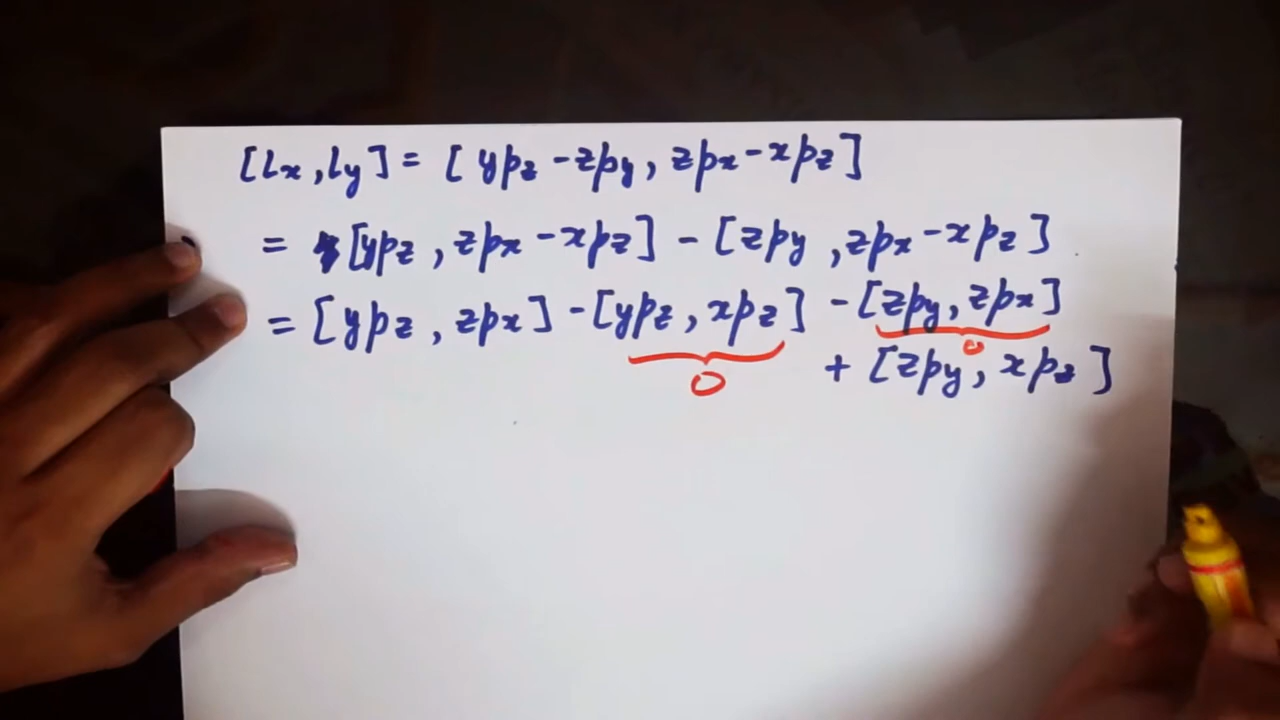 [Lx, Ly] = [ypz - zpy, zpx - xpz]
= [ypz, zpx - xpz] - [zpy, zpx - xpz]
= [ypz, zpx] - [ypz, xpz] - [zpy, zpx]
0
0
+ [zpy, xpz]